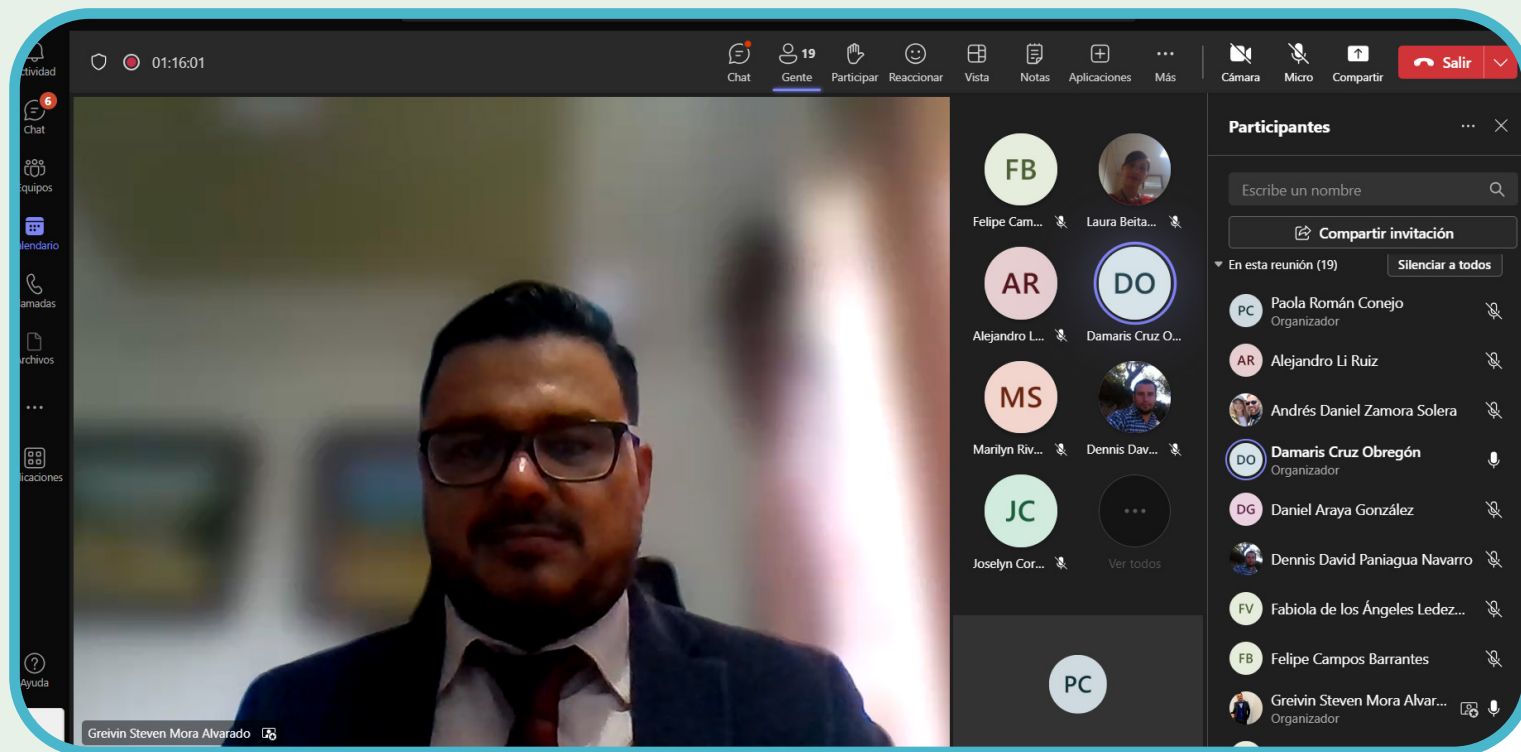 01:16:01
19
Chat
Gente
Participar
Reaccionar
Vista
Notas
Aplicaciones
Más
Cámara
Micro
Compartir
Salir
ctividad
6
Chat
quipos
lendario
lamadas
rchivos
licaciones
Ayuda
Greivin Steven Mora Alvarado
FB
Felipe Cam...
Laura Beita...
AR
Alejandro L...
DO
Damaris Cruz O...
MS
Marilyn Riv...
Dennis Dav...
JC
Joselyn Cor...
Ver todos
PC
Participantes
Escribe un nombre
Compartir invitación
En esta reunión (19)
Silenciar a todos
PC
Paola Román Conejo
Organizador
AR
Alejandro Li Ruiz
Andrés Daniel Zamora Solera
DO
Damaris Cruz Obregón
Organizador
DG
Daniel Araya González
Dennis David Paniagua Navarro
FV
Fabiola de los Ángeles Ledez...
FB
Felipe Campos Barrantes
Greivin Steven Mora Alvar...
Organizador